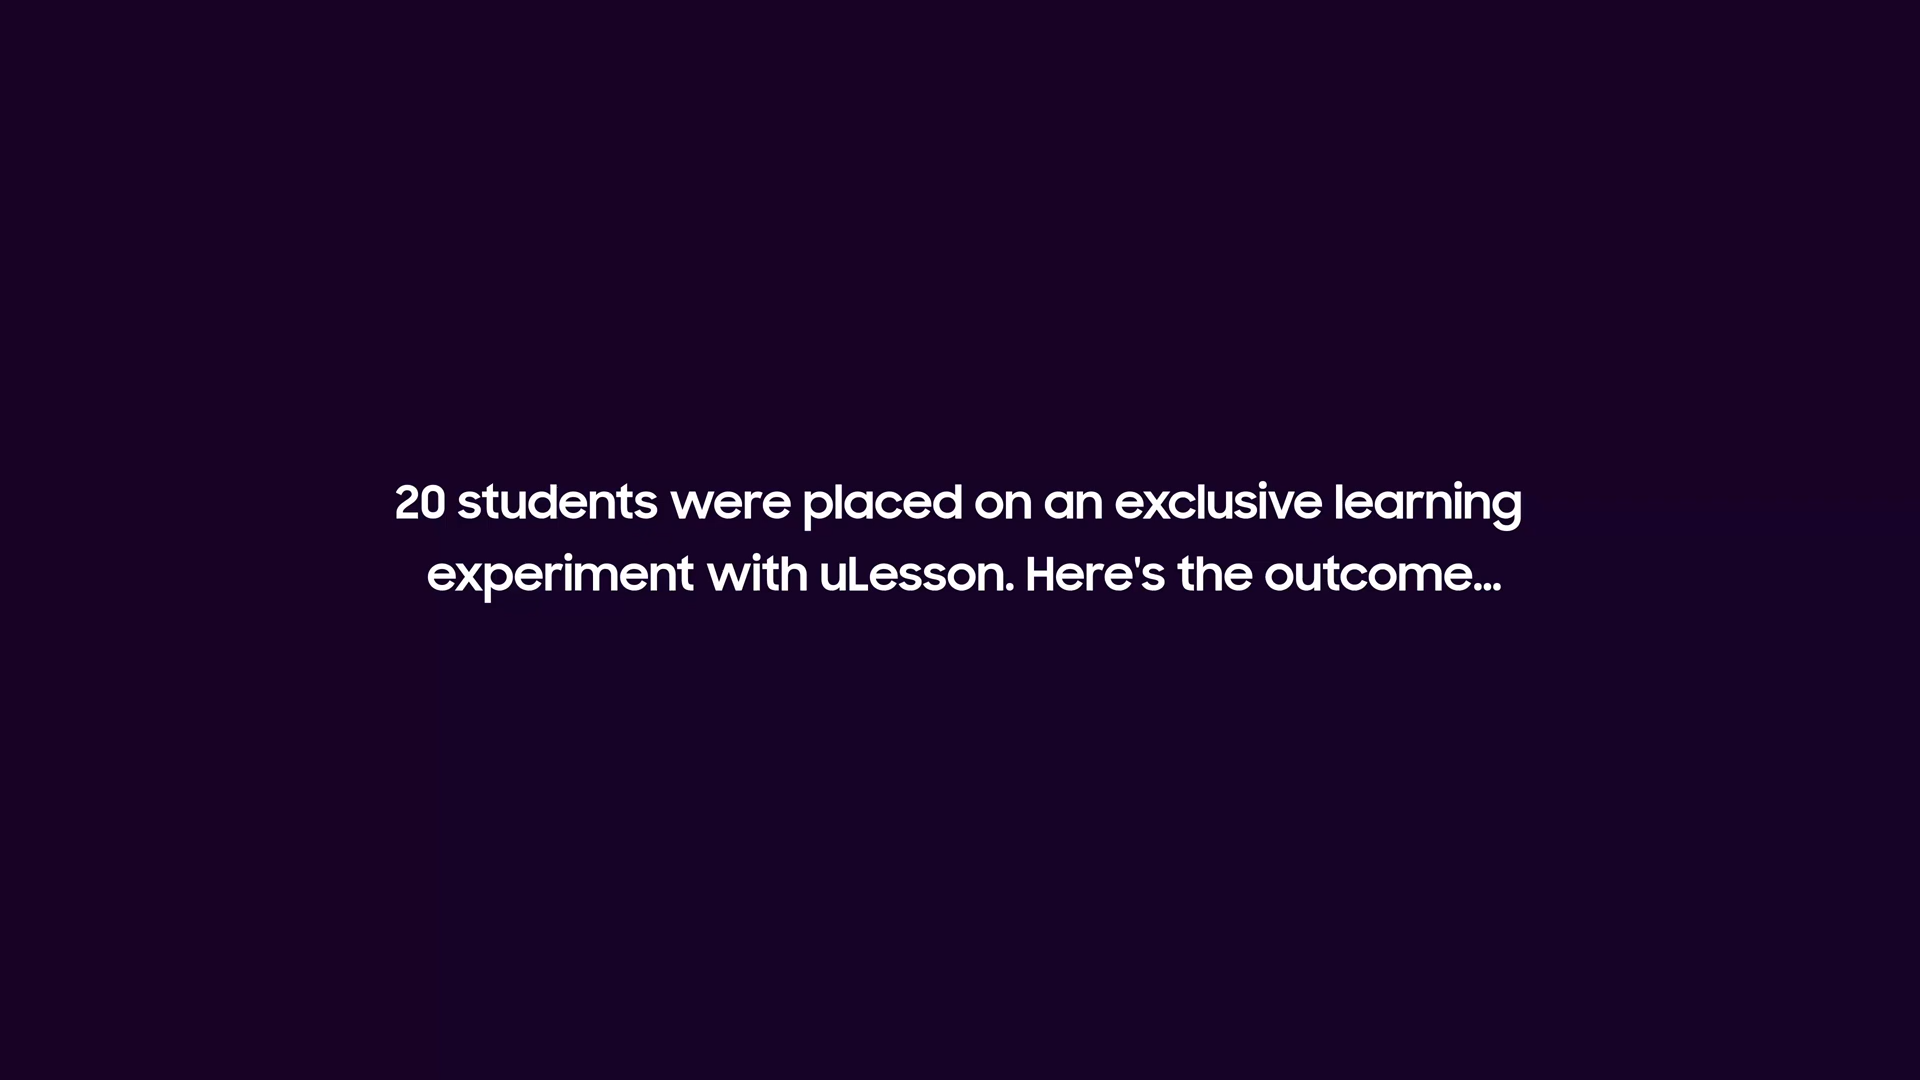 20 students were placed on an exclusive learning
experiment with uLesson. Here's the outcome...